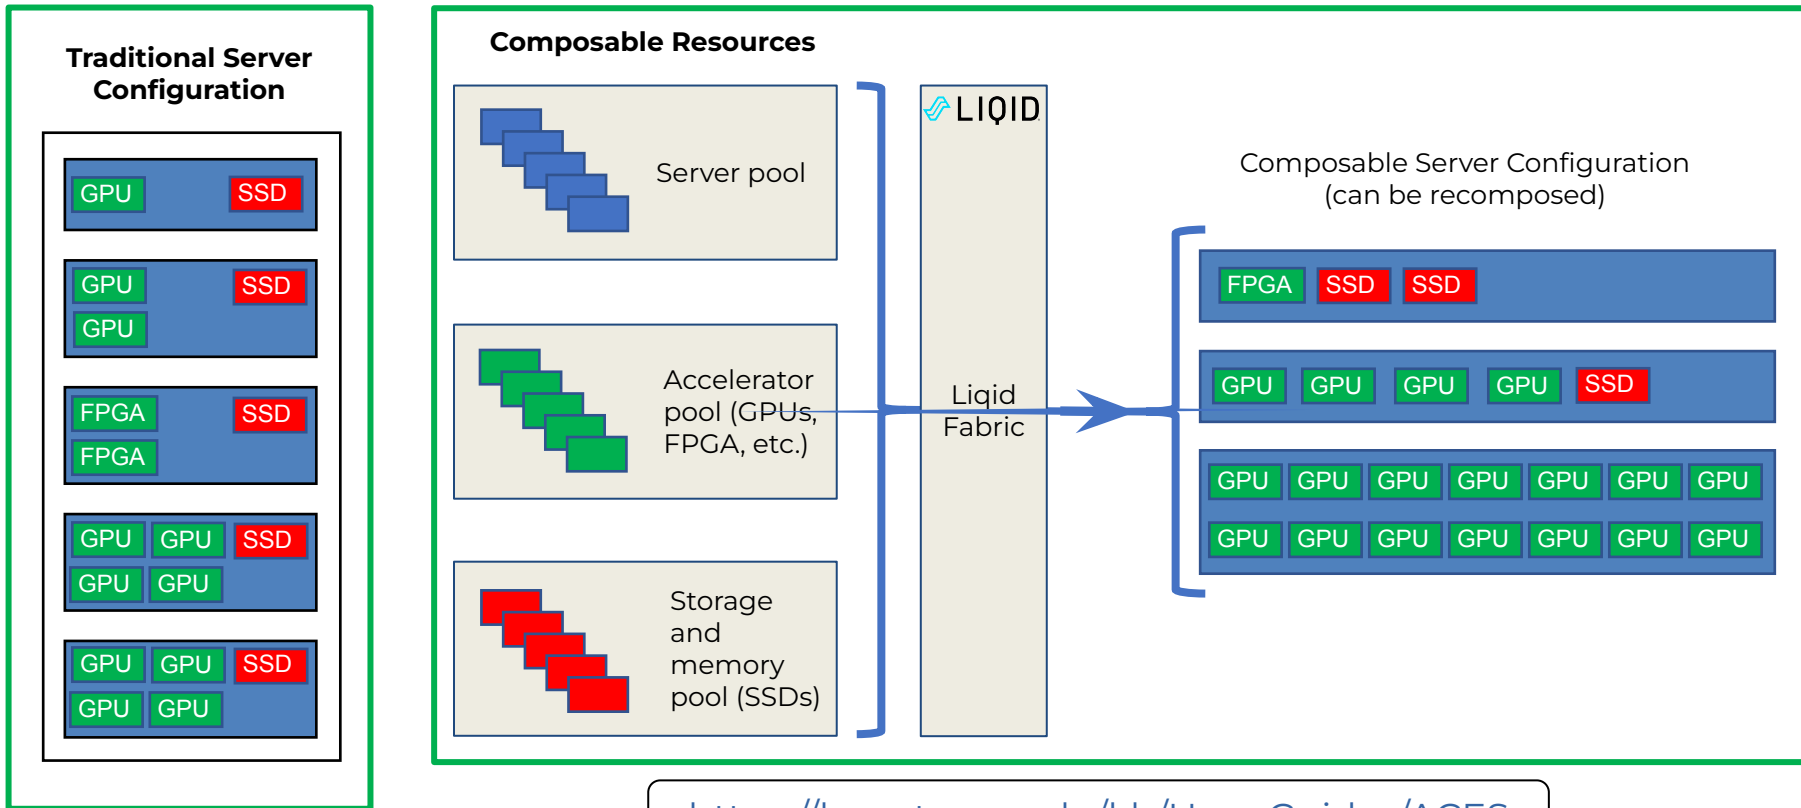 Traditional Server
Configuration
GPU SSD
GPU SSD
GPU
FPGA SSD
FPGA
GPU GPU SSD
GPU GPU
GPU GPU SSD
GPU GPU
Composable Resources
Server pool
Accelerator
pool (GPUs,
FPGA, etc.)
Storage
and
memory
pool (SSDs)
LIQID
Liqid
Fabric
Composable Server Configuration
(can be recomposed)
FPGA SSD SSD
GPU GPU GPU GPU SSD
GPU GPU GPU GPU GPU GPU GPU
GPU GPU GPU GPU GPU GPU GPU